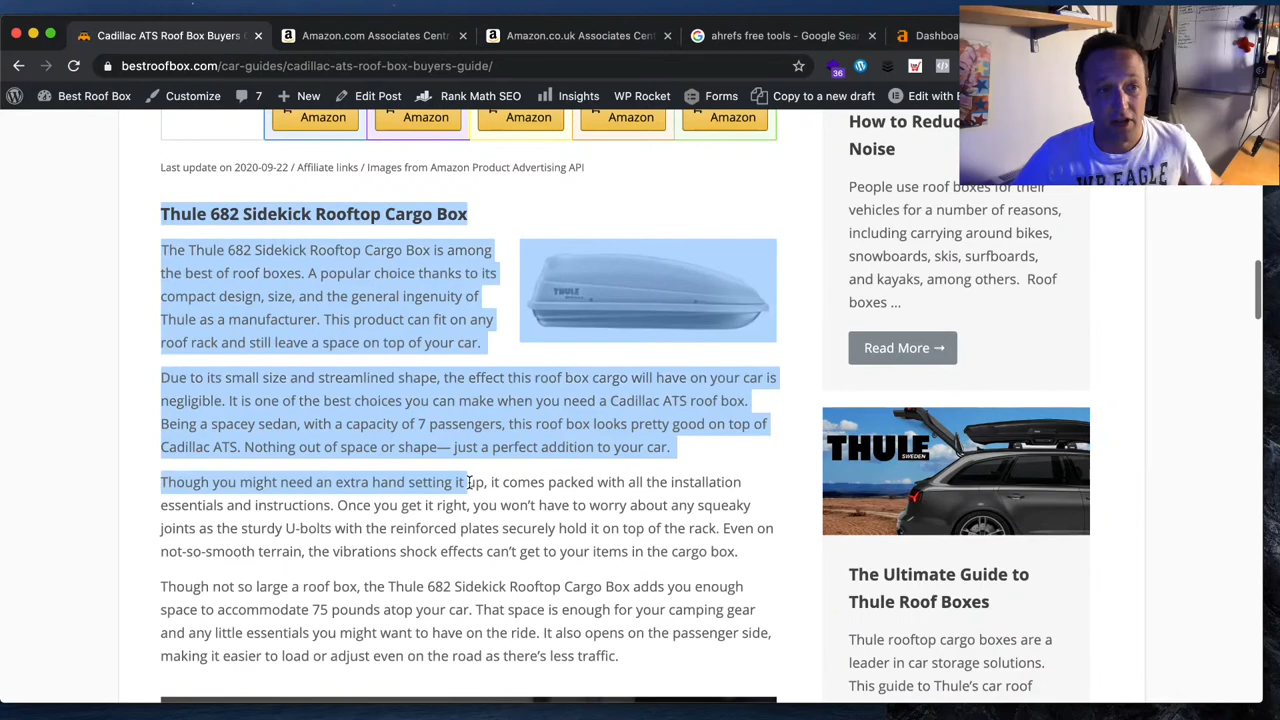 Cadillac ATS Roof Box Buyers
Amazon.com Associates Centr
Amazon.co.uk Associates Cent
ahrefs free tools - Google Sea
Dashboa
bestroofbox.com/car-guides/cadillac-ats-roof-box-buyers-guide/
36
Best Roof Box
Customize
7
New
Edit Post
Rank Math SEO
Insights
WP Rocket
Forms
Copy to a new draft
Edit with E
WR EAGLE
Amazon
Amazon
Amazon
Amazon
Amazon
Last update on 2020-09-22 / Affiliate links / Images from Amazon Product Advertising API
Thule 682 Sidekick Rooftop Cargo Box
The Thule 682 Sidekick Rooftop Cargo Box is among
the best of roof boxes. A popular choice thanks to its
compact design, size, and the general ingenuity of
Thule as a manufacturer. This product can fit on any
roof rack and still leave a space on top of your car.
THULE
Due to its small size and streamlined shape, the effect this roof box cargo will have on your car is
negligible. It is one of the best choices you can make when you need a Cadillac ATS roof box.
Being a spacey sedan, with a capacity of 7 passengers, this roof box looks pretty good on top of
Cadillac ATS. Nothing out of space or shape— just a perfect addition to your car.
Though you might need an extra hand setting it up, it comes packed with all the installation
essentials and instructions. Once you get it right, you won't have to worry about any squeaky
joints as the sturdy U-bolts with the reinforced plates securely hold it on top of the rack. Even on
not-so-smooth terrain, the vibrations shock effects can't get to your items in the cargo box.
Though not so large a roof box, the Thule 682 Sidekick Rooftop Cargo Box adds you enough
space to accommodate 75 pounds atop your car. That space is enough for your camping gear
and any little essentials you might want to have on the ride. It also opens on the passenger side,
making it easier to load or adjust even on the road as there's less traffic.
How to Reduc
Noise
People use roof boxes for their
vehicles for a number of reasons,
including carrying around bikes,
snowboards, skis, surfboards,
and kayaks, among others. Roof
boxes ...
Read More →
THULE
SWEDEN
The Ultimate Guide to
Thule Roof Boxes
Thule rooftop cargo boxes are a
leader in car storage solutions.
This guide to Thule's car roof